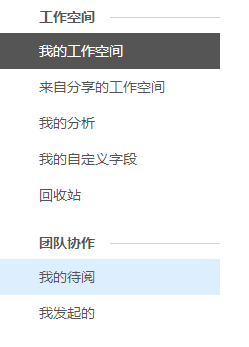 工作空间
我的工作空间
来自分享的工作空间
我的分析
我的自定义字段
回收站
团队协作
我的待阅
我发起的